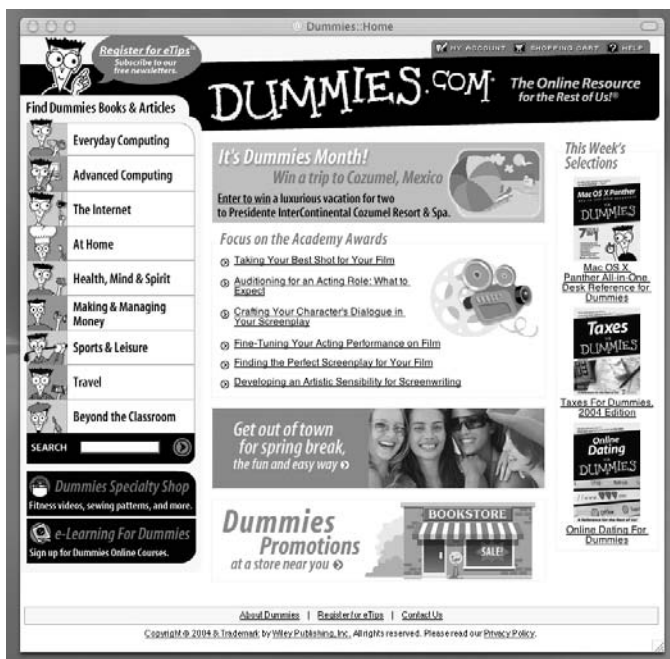 Dummies::Home
Register for eTips™
Subscribe to our
free newsletters.
MY ACCOUNT
SHOPPING CART
HELP
DUMMIES.COM®
The Online Resource
for the Rest of Us!®
Find Dummies Books & Articles
Everyday Computing
Advanced Computing
The Internet
At Home
Health, Mind & Spirit
Making & Managing
Money
Sports & Leisure
Travel
Beyond the Classroom
SEARCH
Dummies Specialty Shop
Fitness videos, sewing patterns, and more.
e-Learning For Dummies
Sign up for Dummies Online Courses.
It's Dummies Month!
Win a trip to Cozumel, Mexico
Enter to win a luxurious vacation for two
to Presidente InterContinental Cozumel Resort & Spa.
Focus on the Academy Awards
Taking Your Best Shot for Your Film
Auditioning for an Acting Role: What to
Expect
Crafting Your Character's Dialogue in
Your Screenplay
Fine-Tuning Your Acting Performance on Film
Finding the Perfect Screenplay for Your Film
Developing an Artistic Sensibility for Screenwriting
Get out of town
for spring break,
the fun and easy way
Dummies
Promotions
at a store near you
BOOKSTORE
SALE!
This Week's
Selections
Mac OS X Panther
DUMMIES
Mac OS X
Panther All-in-One
Desk Reference for
Dummies
Taxes
DUMMIES
Taxes For Dummies,
2004 Edition
Online
Dating
DUMMIES
Online Dating For
Dummies
About Dummies | Register for eTips | Contact Us
Copyright © 2004 & Trademark by Wiley Publishing, Inc. All rights reserved. Please read our Privacy Policy.